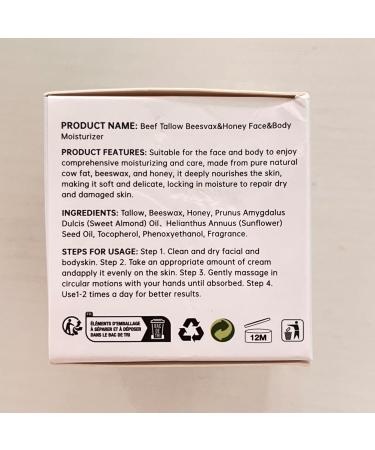 PRODUCT NAME: Beef Tallow Beesvax&Honey Face&Body
Moisturizer
PRODUCT FEATURES: Suitable for the face and body to enjoy
comprehensive moisturizing and care, made from pure natural
cow fat, beeswax, and honey, it deeply nourishes the skin,
making it soft and delicate, locking in moisture to repair dry
and damaged skin.
INGREDIENTS: Tallow, Beeswax, Honey, Prunus Amygdalus
Dulcis (Sweet Almond) Oil、Helianthus Annuus (Sunflower)
Seed Oil, Tocopherol, Phenoxyethanol, Fragrance.
STEPS FOR USAGE: Step 1. Clean and dry facial and
bodyskin. Step 2. Take an appropriate amount of cream
andapply it evenly on the skin. Step 3. Gently massage in
circular motions with your hands until absorbed. Step 4.
Use1-2 times a day for better results.
FR
ÉLÉMENTS D'EMBALLAGE
À SÉPARER ET À DÉPOSER
DANS LE BAC DE TRI
BAC
DE
TRI
12M